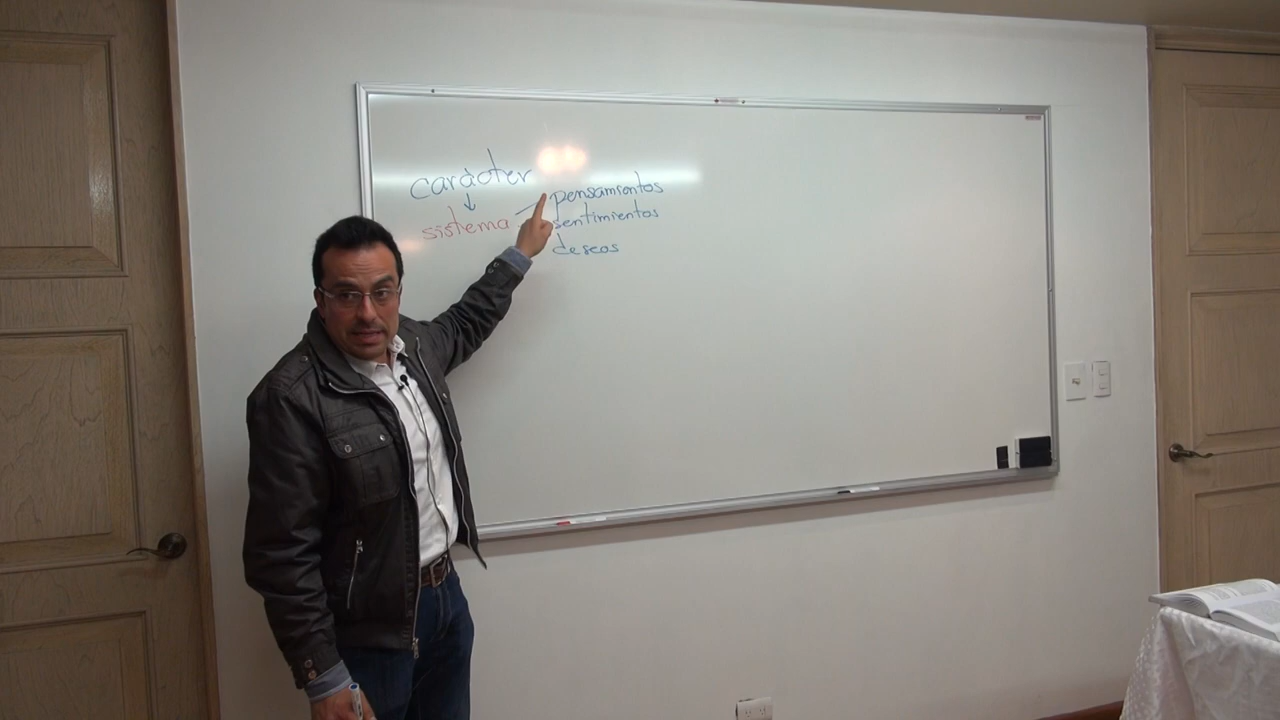 carácter
sistema
pensamientos
sentimientos
deseos